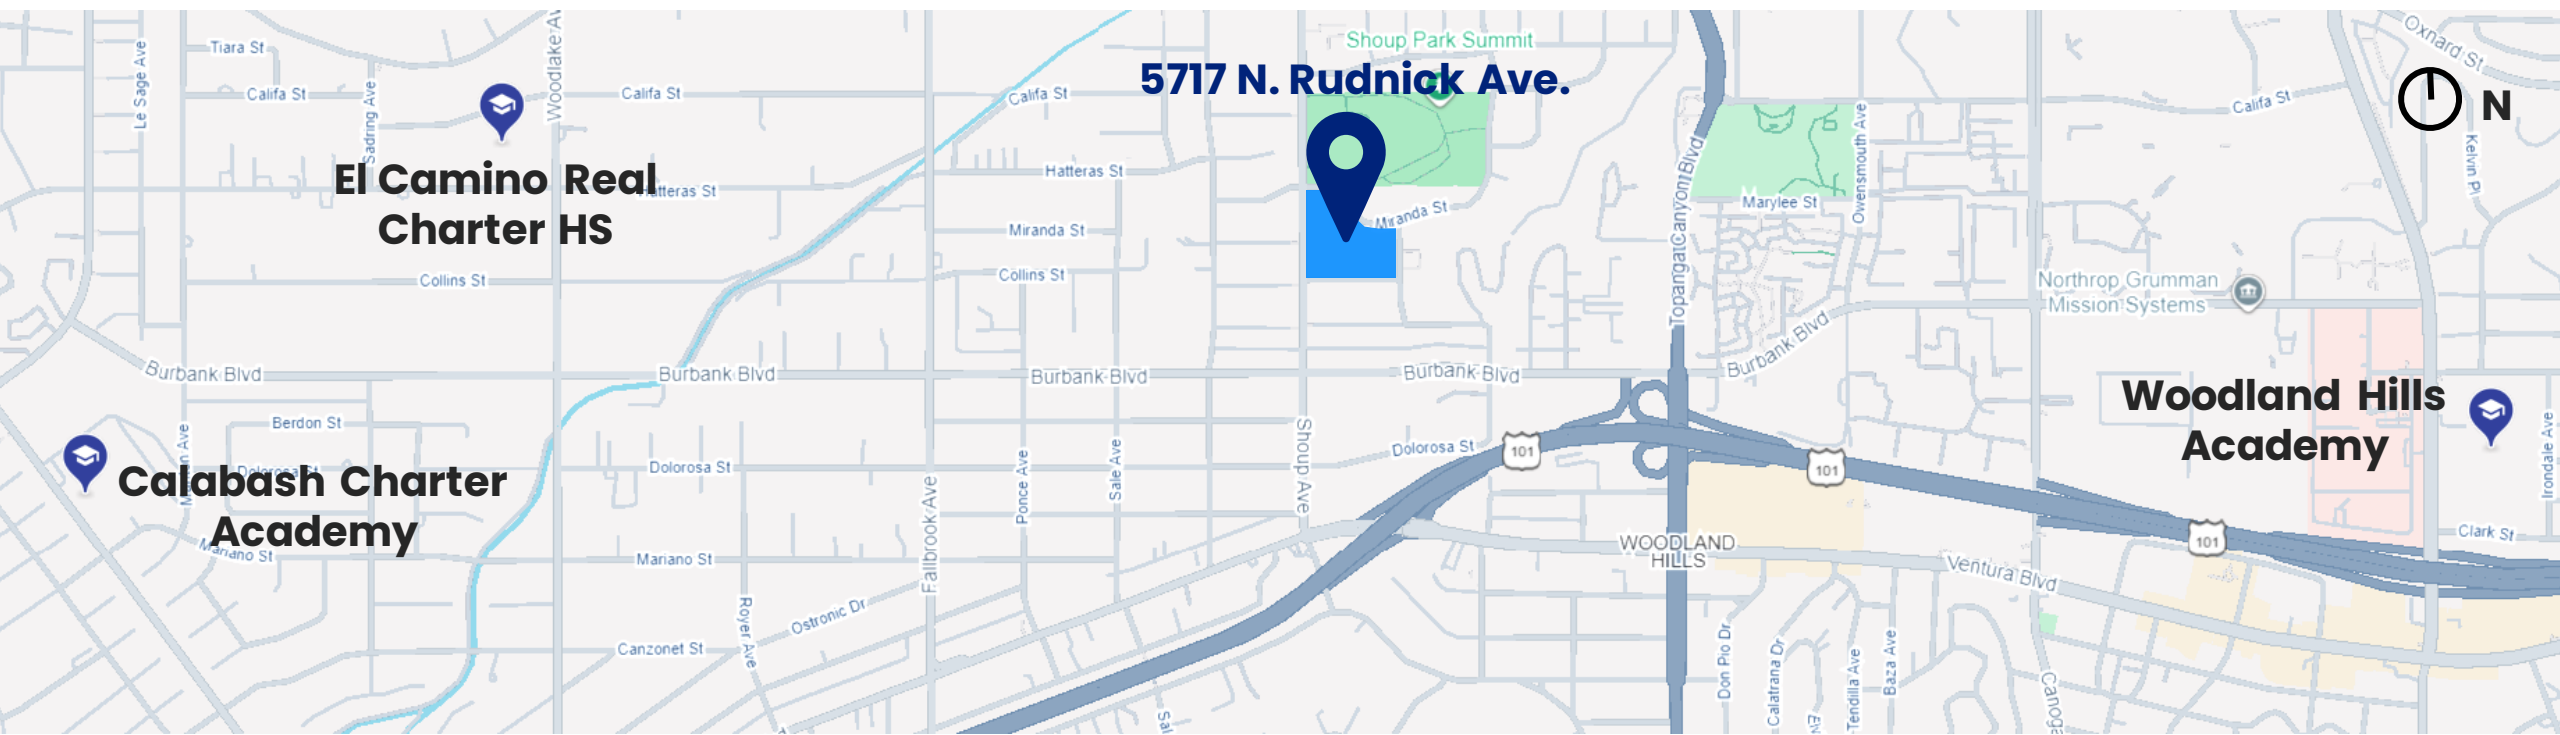 Oxnard St
Shoup Park Summit
Tiara St
Le Sage Ave
Woodlake Av
5717 N. Rudnick Ave.
Califa St
Califa St
Califa St
Califa St
N
Sadring Ave
Owensmouth Ave
Kelvin Pl
El Camino Real
Charter HS
Hatteras St
Hatteras St
Marylee St
Miranda St
Miranda St
Topanga Canyon Blvd
Collins St
Collins St
Northrop Grumman
Mission Systems
Burbank Blvd
Burbank Blvd
Burbank Blvd
Burbank Blvd
Burbank Blvd
Woodland Hills
Academy
Berdon St
Dolorosa St
Dolorosa St
Dolorosa St
Calabash Charter
Academy
Ponce Ave
Sale Ave
Shoup Ave
Irondale Ave
101
101
101
Fallbrook Ave
Mariano St
Mariano St
WOODLAND
HILLS
Clark St
Ventura Blvd
Royer Ave
Ostronic Dr
Canzonet St
Don Pio Dr
Calatrana Dr
Tendilla Ave
Baza Ave
Canoga
Sal